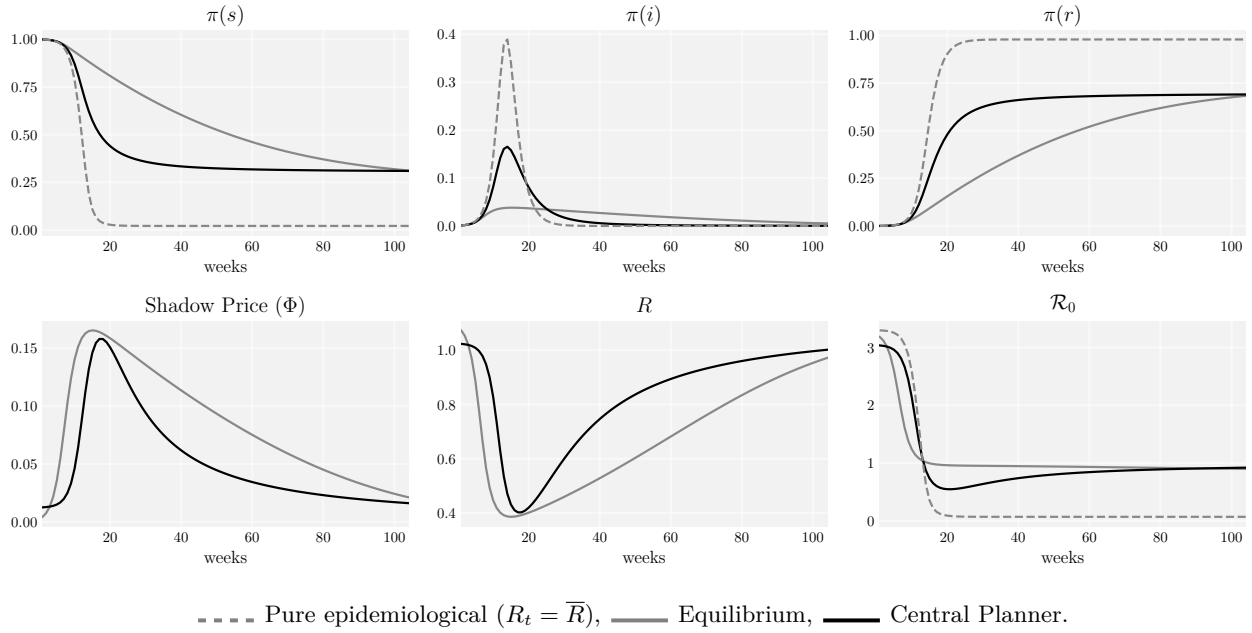 π(s)
π(i)
π(r)
1.00
0.75
0.50
0.25
0.00
20 40 60 80 100
weeks
0.4
0.3
0.2
0.1
0.0
20 40 60 80 100
weeks
1.00
0.75
0.50
0.25
0.00
20 40 60 80 100
weeks
Shadow Price (Φ)
R
ℛ₀
0.15
0.10
0.05
0.00
20 40 60 80 100
weeks
1.0
0.8
0.6
0.4
20 40 60 80 100
weeks
3
2
1
0
20 40 60 80 100
weeks
Pure epidemiological (Rₜ = R̅), Equilibrium, Central Planner.